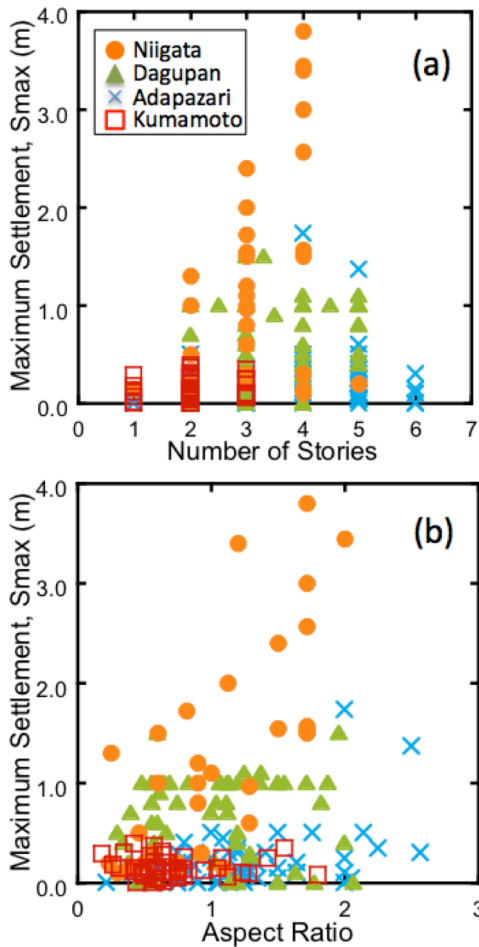 4.0
(a)
Niigata
Dagupan
Adapazari
Kumamoto
3.0
2.0
1.0
0.0
Maximum Settlement, Smax (m)
0 1 2 3 4 5 6 7
Number of Stories
4.0
(b)
3.0
2.0
1.0
0.0
Maximum Settlement, Smax (m)
0 1 2 3
Aspect Ratio